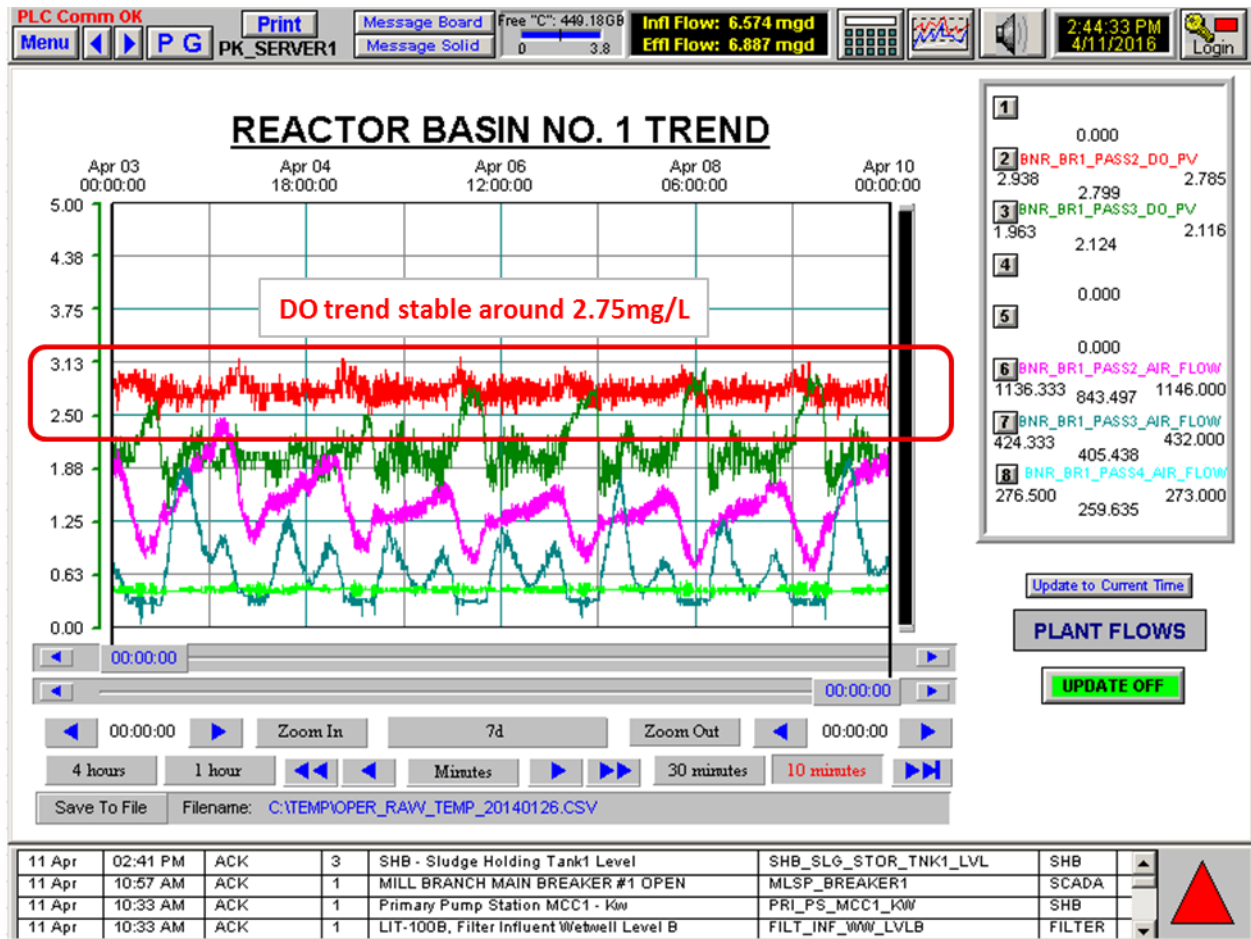 PLC Comm OK
Menu
P G
Print
PK_SERVER1
Message Board
Message Solid
Free "C": 449.18GB
0 3.8
Infl Flow: 6.574 mgd
Effl Flow: 6.887 mgd
2:44:33 PM
4/11/2016
Login
REACTOR BASIN NO. 1 TREND
Apr 03 Apr 04 Apr 06 Apr 08 Apr 10
00:00:00 18:00:00 12:00:00 06:00:00 00:00:00
5.00
4.38
3.75
3.13
2.50
1.88
1.25
0.63
0.00
DO trend stable around 2.75mg/L
1
0.000
2 BNR_BR1_PASS2_DO_PV
2.938 2.799 2.785
3 BNR_BR1_PASS3_DO_PV
1.963 2.124 2.116
4
0.000
5
0.000
6 BNR_BR1_PASS2_AIR_FLOW
1136.333 843.497 1146.000
7 BNR_BR1_PASS3_AIR_FLOW
424.333 405.438 432.000
8 BNR_BR1_PASS4_AIR_FLOW
276.500 259.635 273.000
Update to Current Time
PLANT FLOWS
UPDATE OFF
00:00:00
00:00:00
00:00:00 Zoom In 7d Zoom Out 00:00:00
4 hours 1 hour Minutes 30 minutes 10 minutes
Save To File Filename: C:\TEMP\OPER_RAW_TEMP_20140126.CSV
11 Apr 02:41 PM ACK 3 SHB - Sludge Holding Tank1 Level SHB_SLG_STOR_TNK1_LVL SHB
11 Apr 10:57 AM ACK 1 MILL BRANCH MAIN BREAKER #1 OPEN MLSP_BREAKER1 SCADA
11 Apr 10:33 AM ACK 1 Primary Pump Station MCC1 - Kw PRI_PS_MCC1_KW SHB
11 Apr 10:33 AM ACK 1 LIT-100B, Filter Influent Wetwell Level B FILT_INF_WW_LVLB FILTER